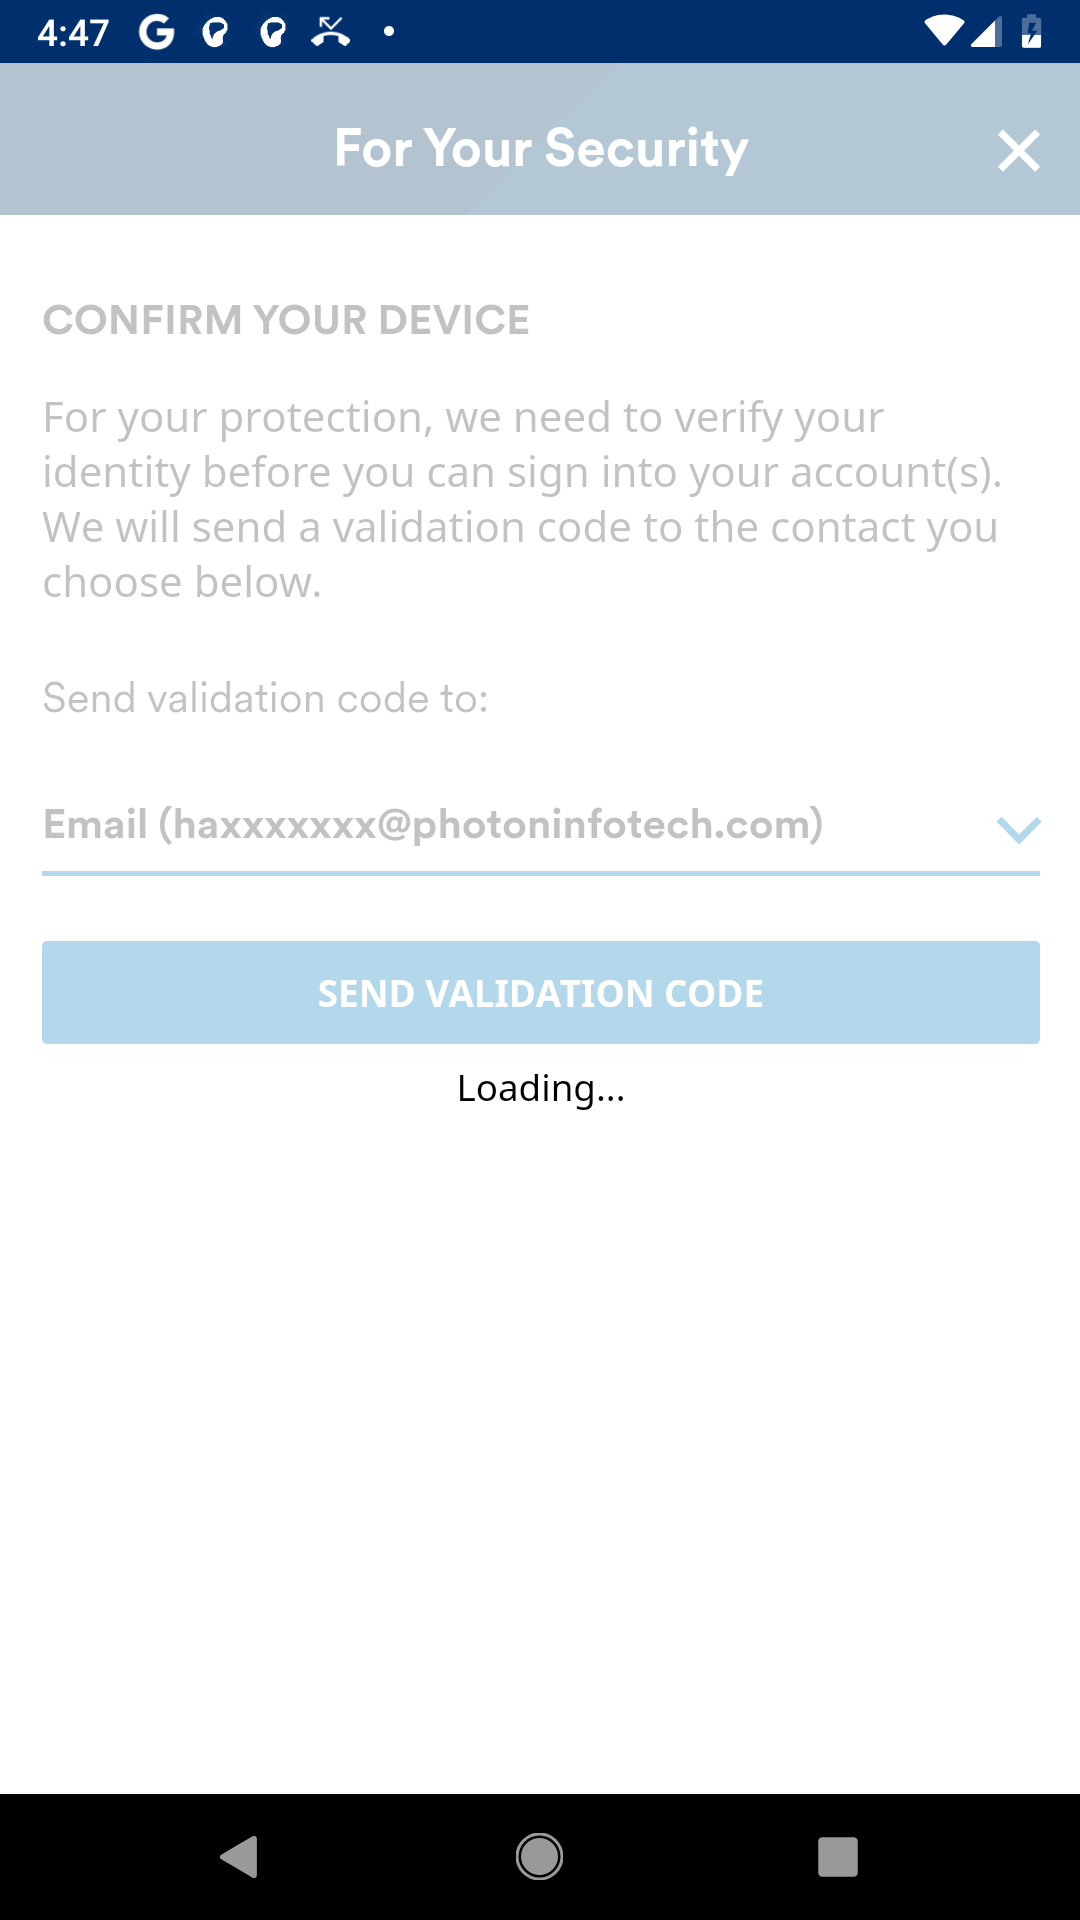 4:47
For Your Security
CONFIRM YOUR DEVICE
For your protection, we need to verify your
identity before you can sign into your account(s).
We will send a validation code to the contact you
choose below.
Send validation code to:
Email (haxxxxxxx@photoninfotech.com)
SEND VALIDATION CODE
Loading...